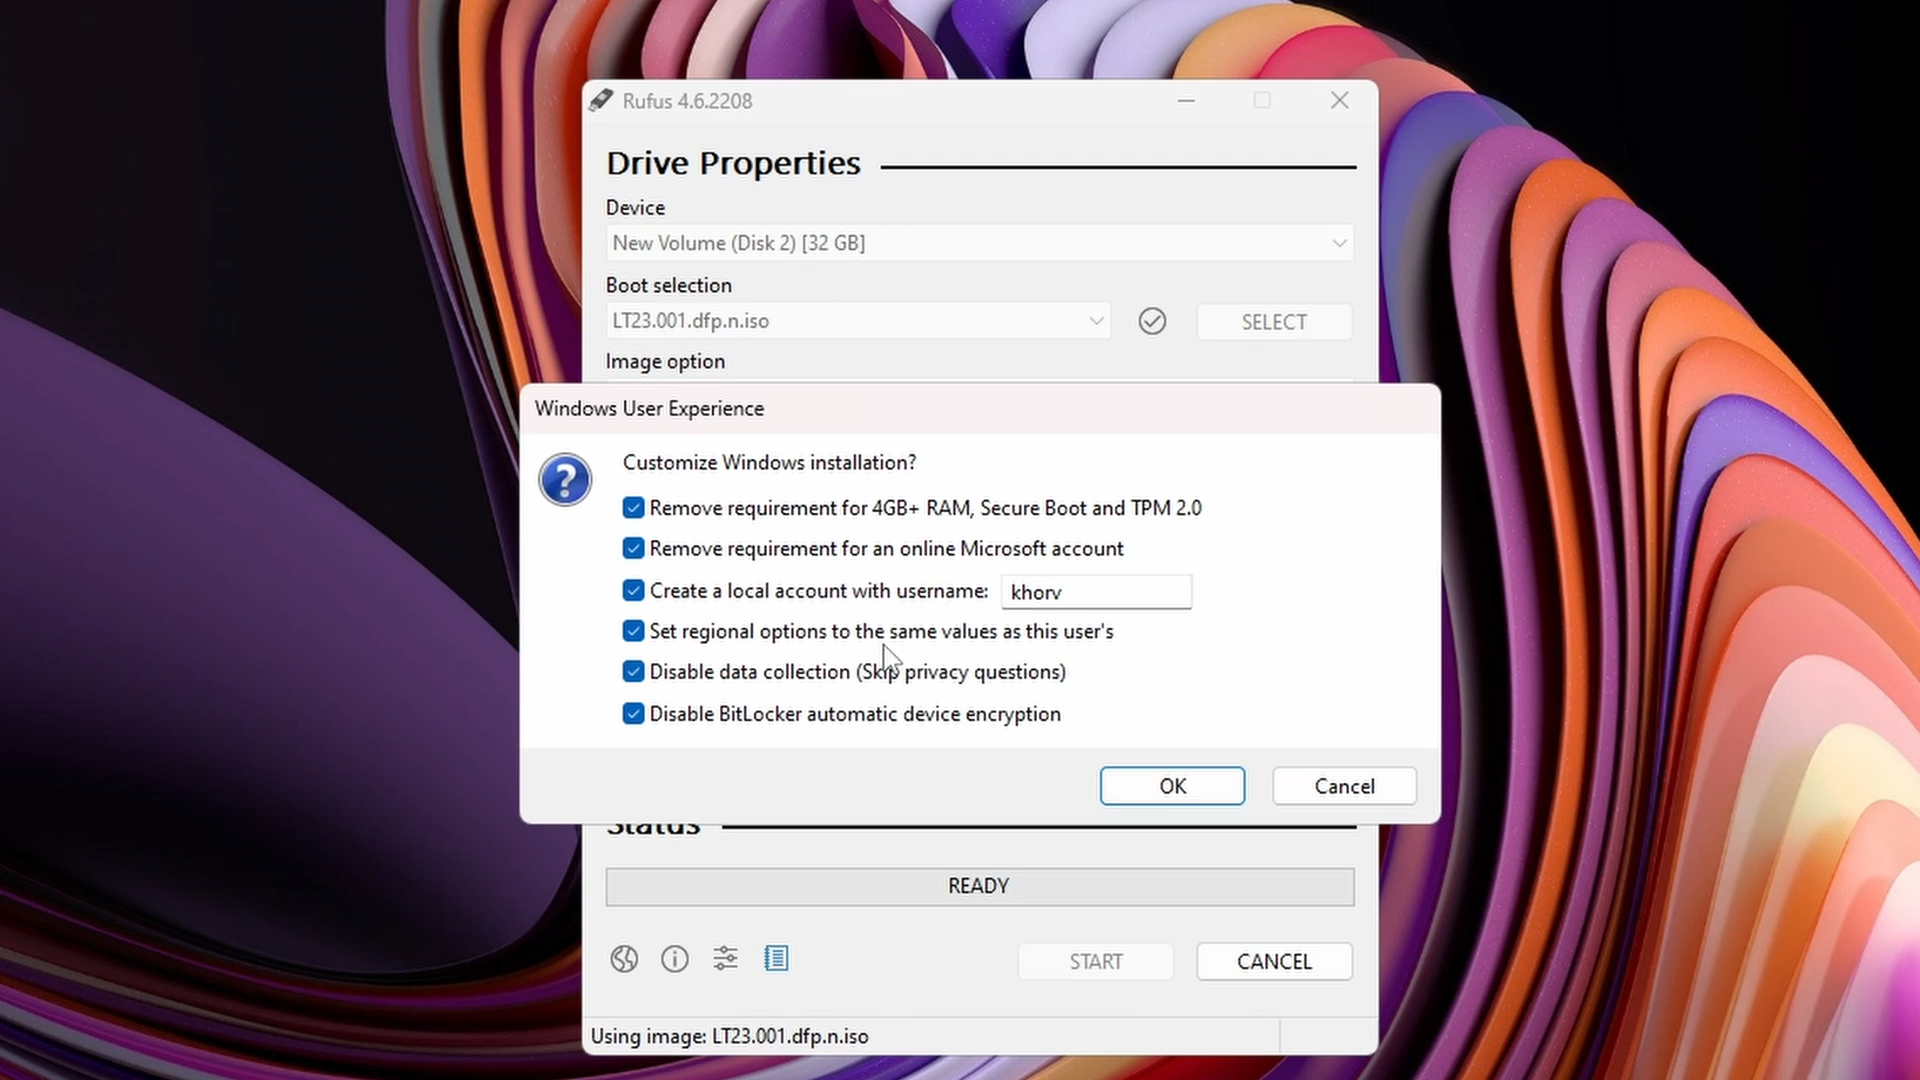 Rufus 4.6.2208
Drive Properties
Device
New Volume (Disk 2) [32 GB]
Boot selection
LT23.001.dfp.n.iso
SELECT
Image option
Windows User Experience
Customize Windows installation?
Remove requirement for 4GB+ RAM, Secure Boot and TPM 2.0
Remove requirement for an online Microsoft account
Create a local account with username: khorv
Set regional options to the same values as this user's
Disable data collection (Skip privacy questions)
Disable BitLocker automatic device encryption
OK
Cancel
Status
READY
START
CANCEL
Using image: LT23.001.dfp.n.iso